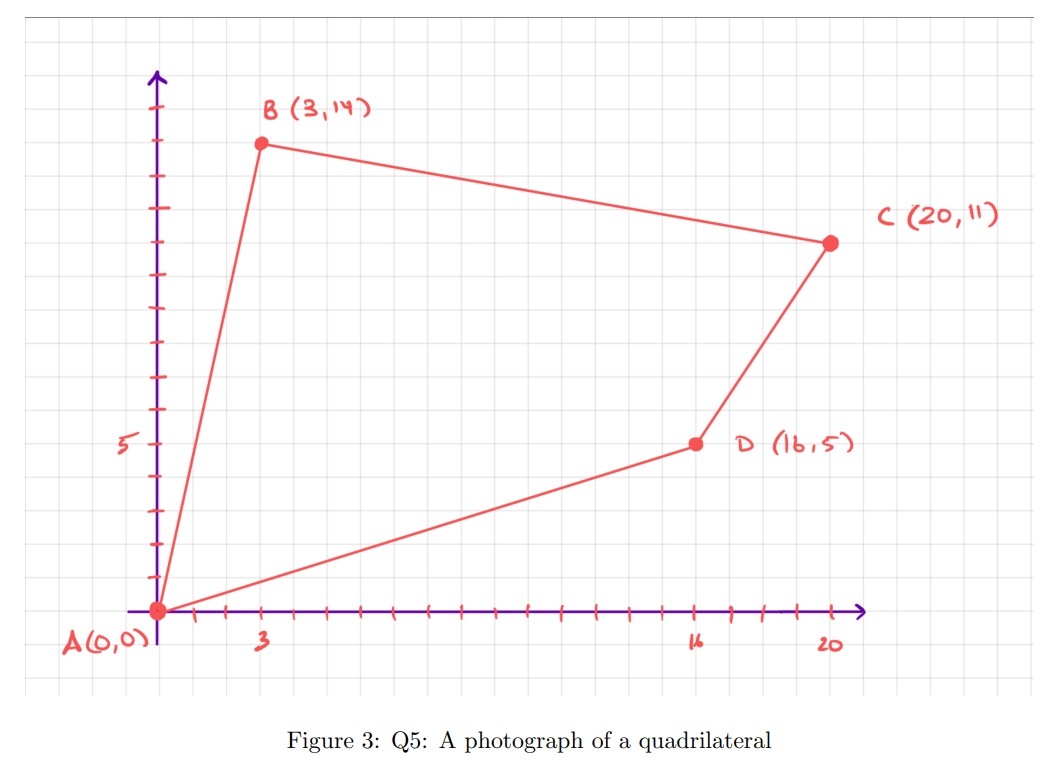 B (3,14)
C (20,11)
5
D (16,5)
A(0,0)
3
16
20
Figure 3: Q5: A photograph of a quadrilateral